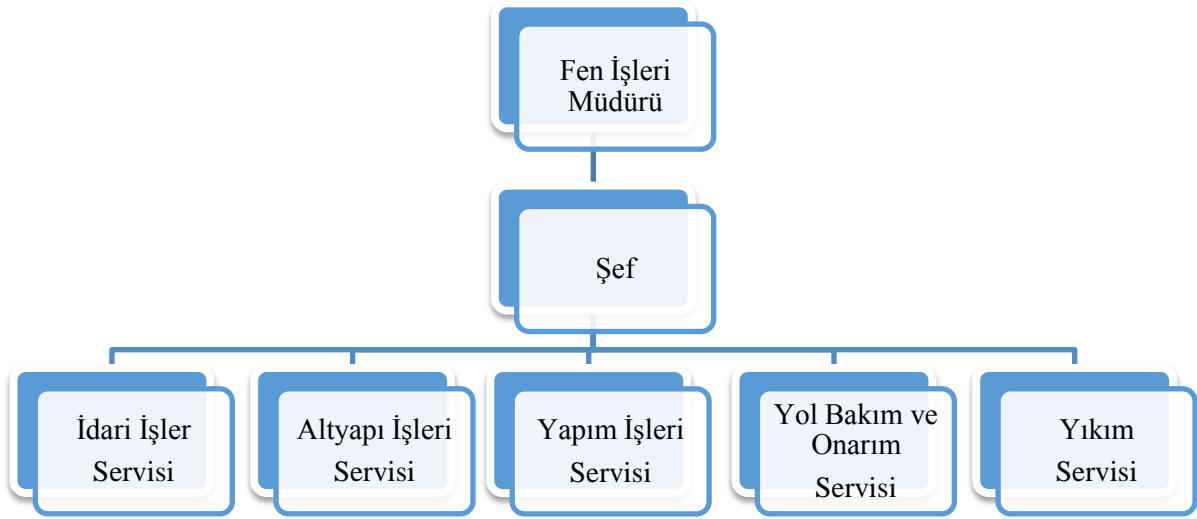 Fen İşleri
Müdürü
Şef
İdari İşler
Servisi
Altyapı İşleri
Servisi
Yapım İşleri
Servisi
Yol Bakım ve
Onarım
Servisi
Yıkım
Servisi